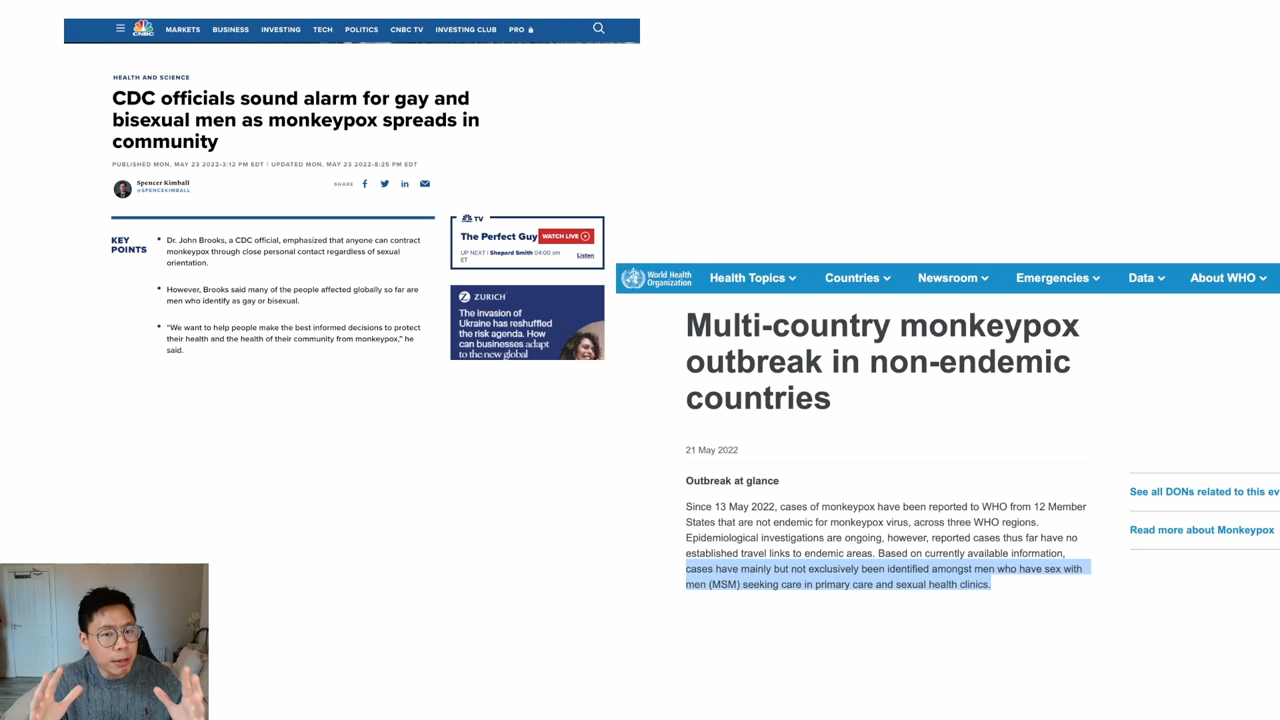 CNBC
MARKETS BUSINESS INVESTING TECH POLITICS CNBC TV INVESTING CLUB PRO
HEALTH AND SCIENCE
CDC officials sound alarm for gay and
bisexual men as monkeypox spreads in
community
PUBLISHED MON, MAY 23 2022•3:12 PM EDT | UPDATED MON, MAY 23 2022•8:25 PM EDT
Spencer Kimball
@SPENCEKIMBALL
SHARE
KEY
POINTS
• Dr. John Brooks, a CDC official, emphasized that anyone can contract
monkeypox through close personal contact regardless of sexual
orientation.
• However, Brooks said many of the people affected globally so far are
men who identify as gay or bisexual.
• “We want to help people make the best informed decisions to protect
their health and the health of their community from monkeypox,” he
said.
TV
The Perfect Guy
WATCH LIVE
UP NEXT | Shepard Smith 04:00 am
ET
Listen
ZURICH
The invasion of
Ukraine has reshuffled
the risk agenda. How
can businesses adapt
to the new global
World Health
Organization
Health Topics Countries Newsroom Emergencies Data About WHO
Multi-country monkeypox
outbreak in non-endemic
countries
21 May 2022
Outbreak at glance
Since 13 May 2022, cases of monkeypox have been reported to WHO from 12 Member
States that are not endemic for monkeypox virus, across three WHO regions.
Epidemiological investigations are ongoing, however, reported cases thus far have no
established travel links to endemic areas. Based on currently available information,
cases have mainly but not exclusively been identified amongst men who have sex with
men (MSM) seeking care in primary care and sexual health clinics.
See all DONs related to this ev
Read more about Monkeypox